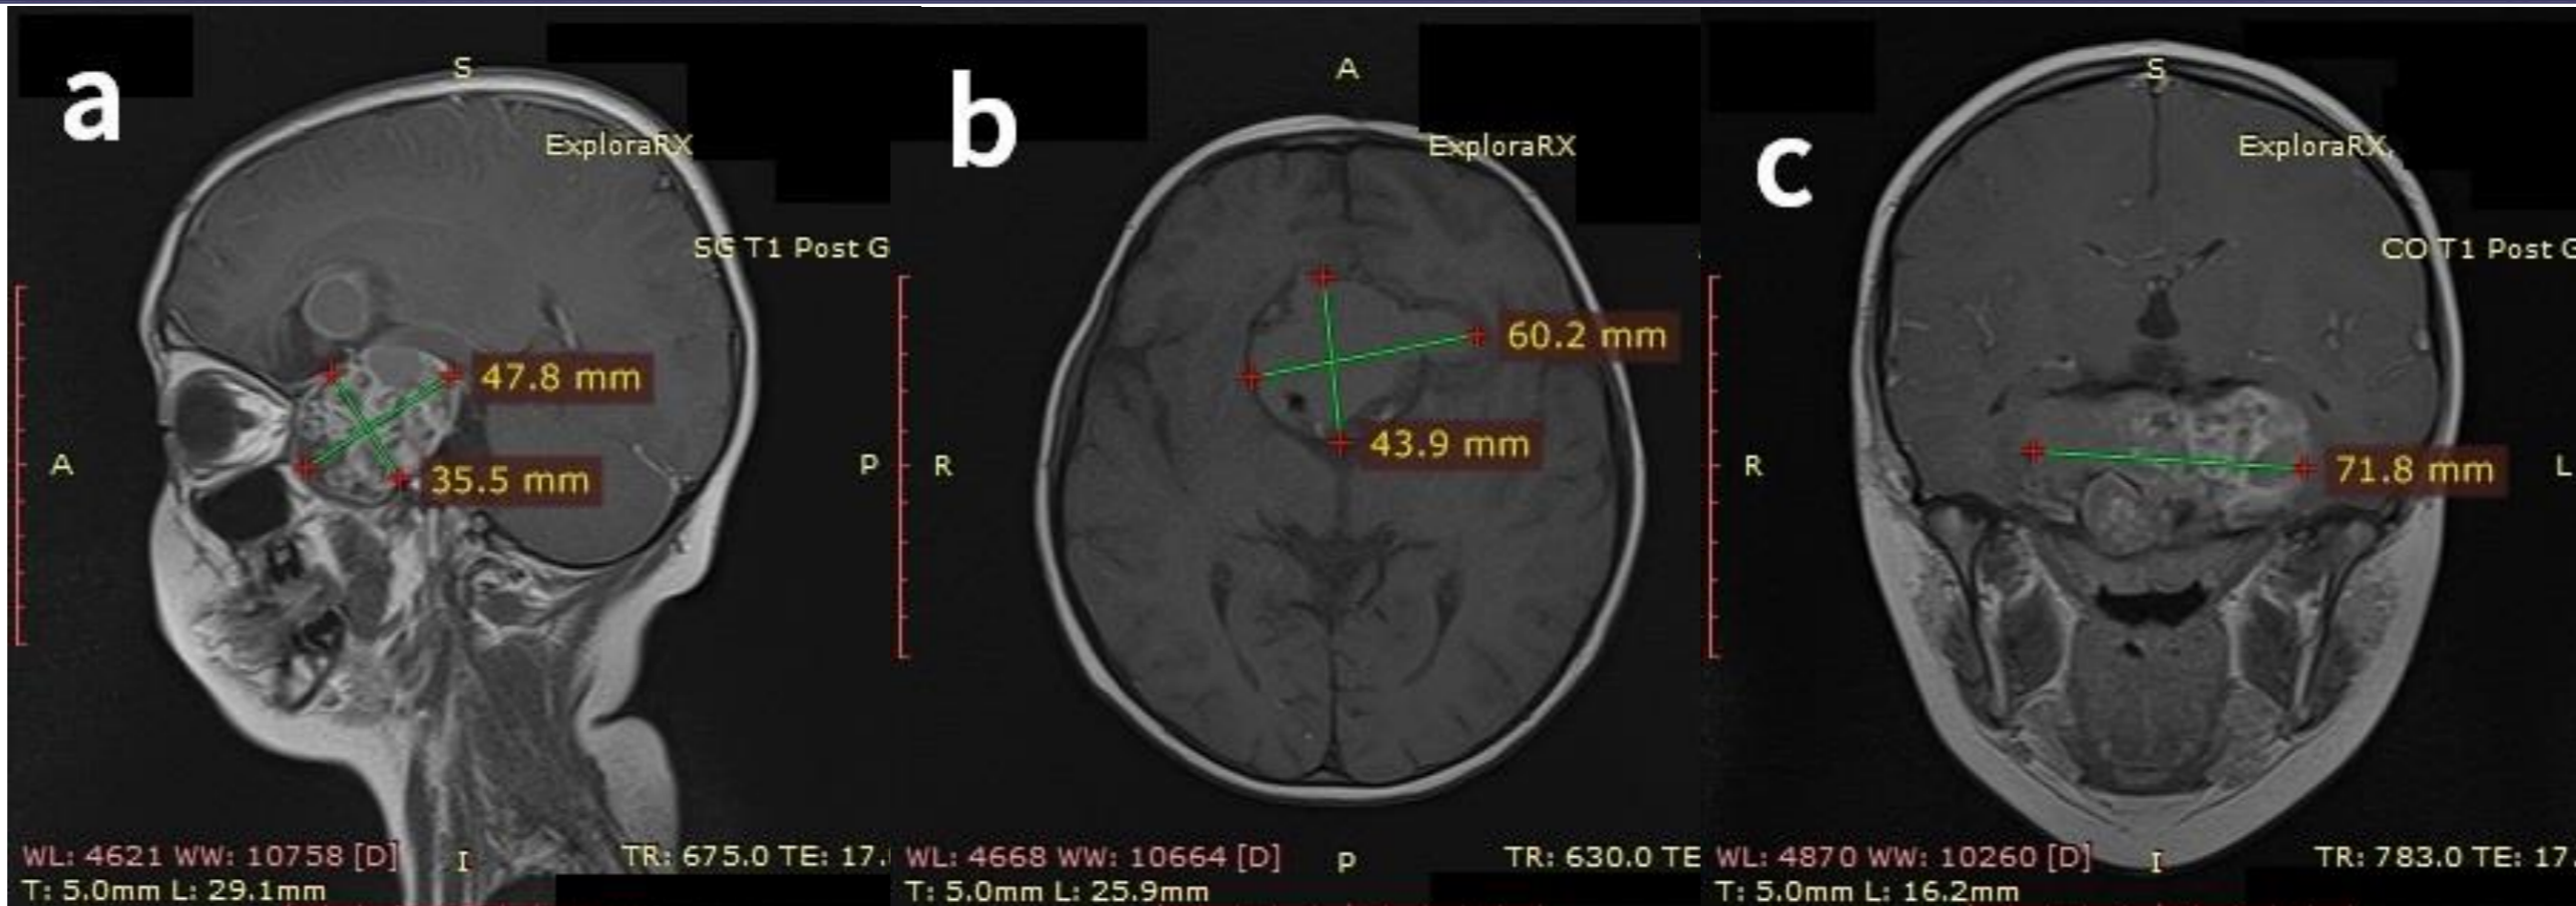 a
S
ExploraRX
SG T1 Post G
47.8 mm
35.5 mm
A
P
WL: 4621 WW: 10758 [D]
I
TR: 675.0 TE: 17.
T: 5.0mm L: 29.1mm
b
A
ExploraRX
60.2 mm
43.9 mm
R
WL: 4668 WW: 10664 [D]
P
TR: 630.0 TE
T: 5.0mm L: 25.9mm
c
S
ExploraRX,
CO T1 Post G
R
71.8 mm
L
WL: 4870 WW: 10260 [D]
I
TR: 783.0 TE: 17.
T: 5.0mm L: 16.2mm